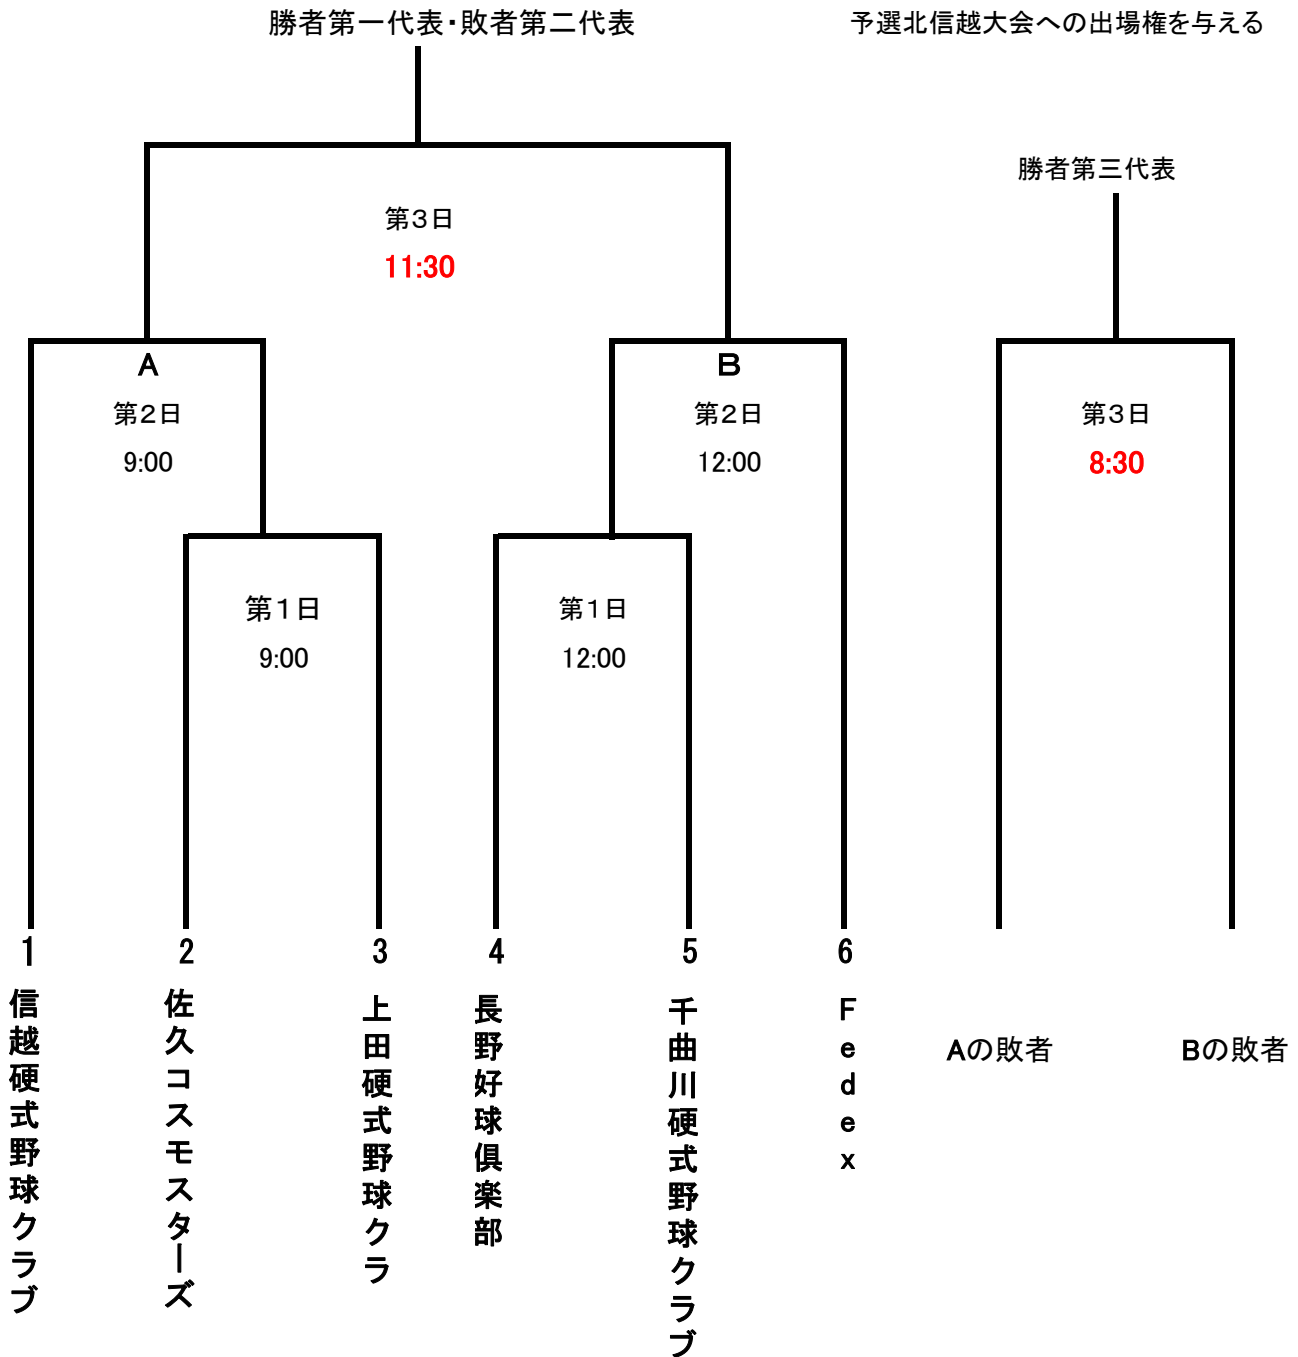 勝者第一代表・敗者第二代表
予選北信越大会への出場権を与える
勝者第三代表
第3日
11:30
A
第2日
9:00
B
第2日
12:00
第3日
8:30
第1日
9:00
第1日
12:00
1
2
3
4
5
6
信越硬式野球クラブ
佐久コスモスターズ
上田硬式野球クラ
長野好球倶楽部
千曲川硬式野球クラブ
Fedex
Aの敗者
Bの敗者